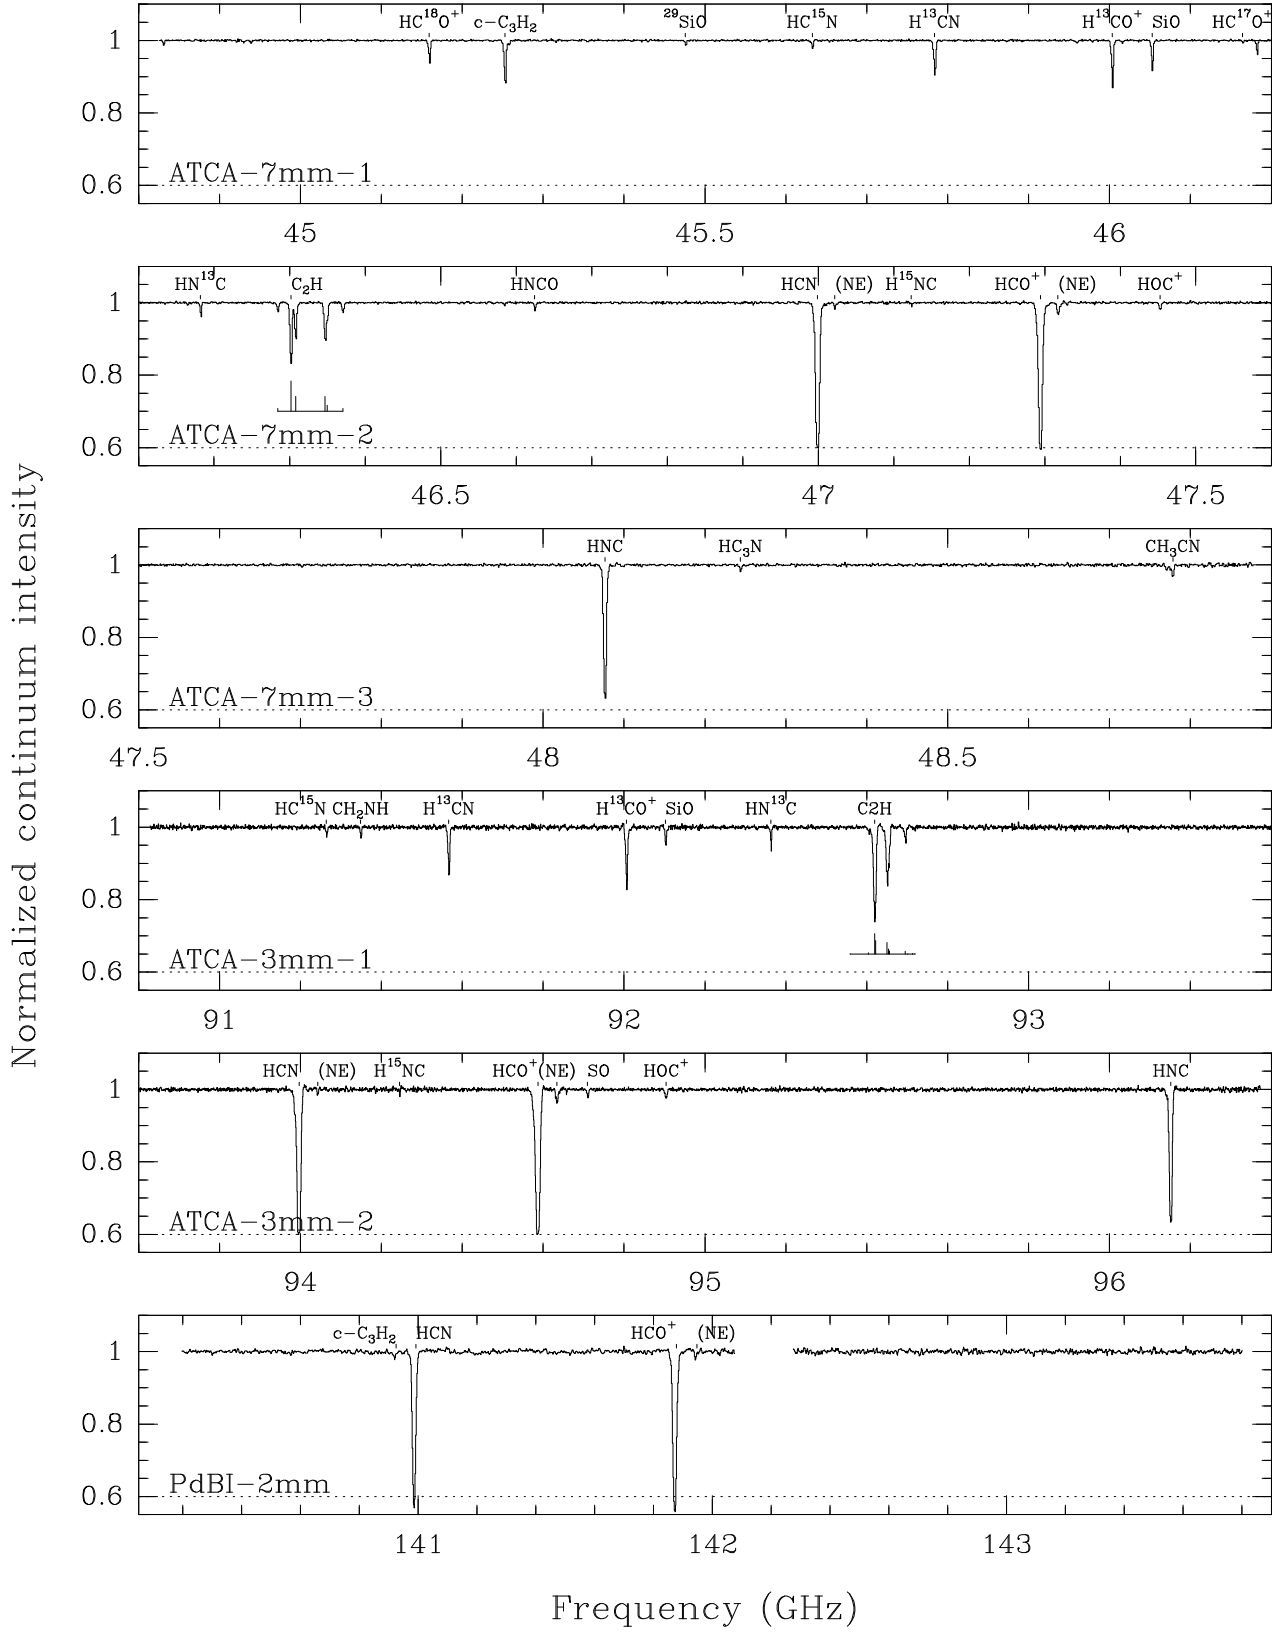 Normalized continuum intensity
HC¹⁸O⁺ c-C₃H₂ ²⁹SiO HC¹⁵N H¹³CN H¹³CO⁺ SiO HC¹⁷O⁺
1
0.8
0.6
ATCA-7mm-1
45 45.5 46
HN¹³C C₂H HNCO HCN (NE) H¹⁵NC HCO⁺ (NE) HOC⁺
1
0.8
0.6
ATCA-7mm-2
46.5 47 47.5
HNC HC₃N CH₃CN
1
0.8
0.6
ATCA-7mm-3
47.5 48 48.5
HC¹⁵N CH₂NH H¹³CN H¹³CO⁺ SiO HN¹³C C2H
1
0.8
0.6
ATCA-3mm-1
91 92 93
HCN (NE) H¹⁵NC HCO⁺(NE) SO HOC⁺ HNC
1
0.8
0.6
ATCA-3mm-2
94 95 96
c-C₃H₂ HCN HCO⁺ (NE)
1
0.8
0.6
PdBI-2mm
141 142 143
Frequency (GHz)